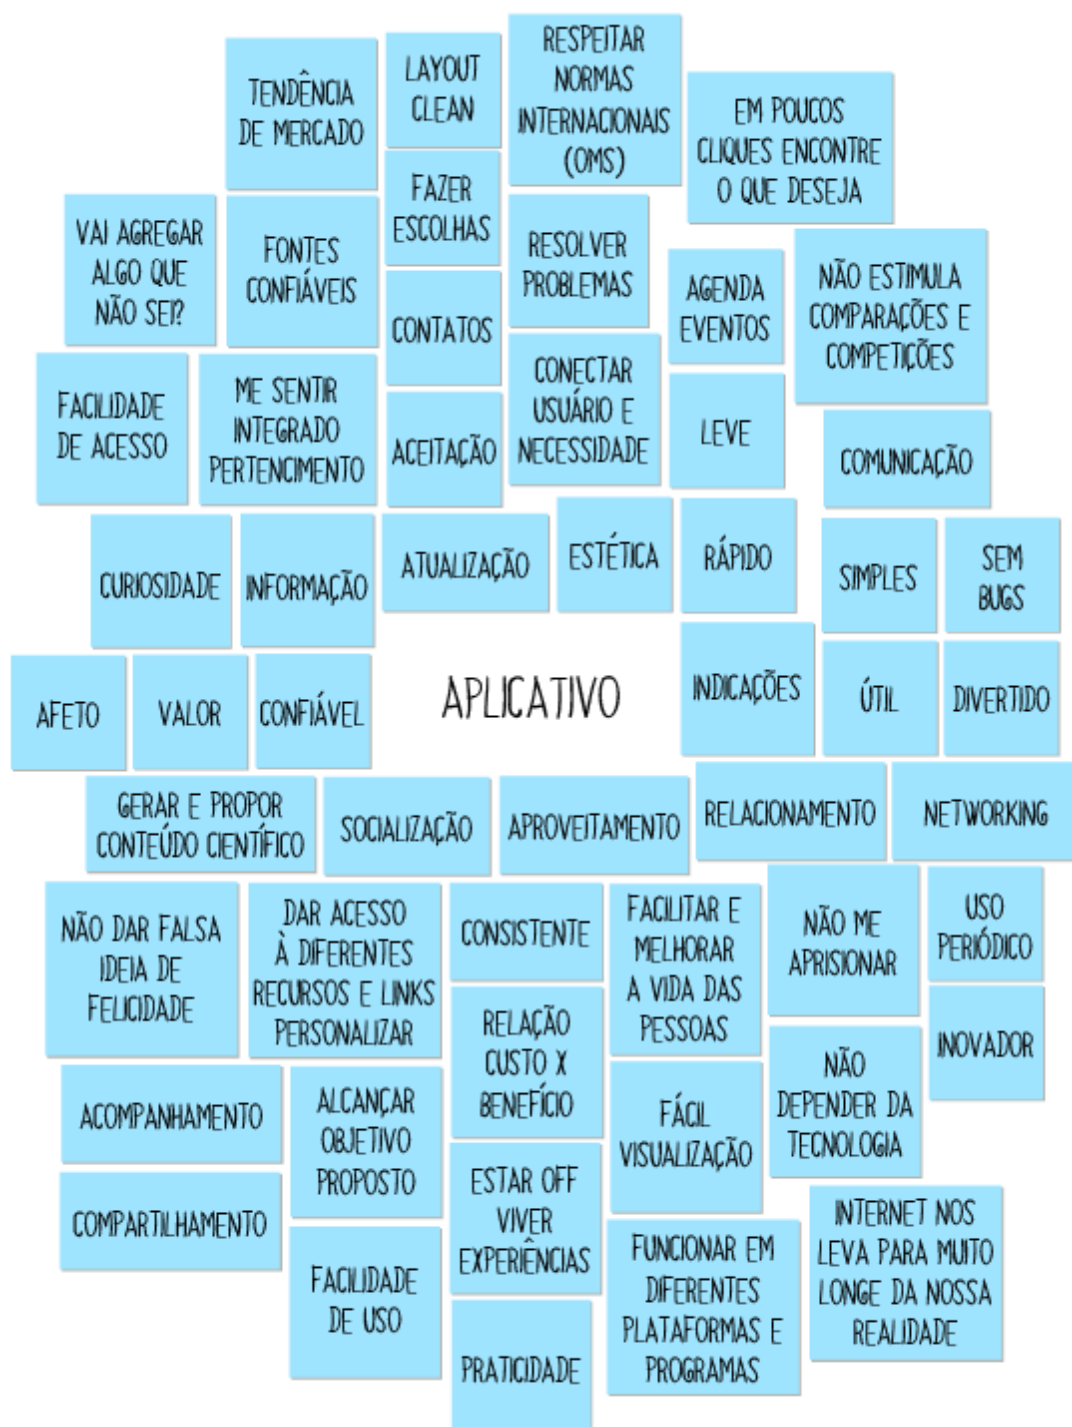 TENDÊNCIA
DE MERCADO
LAYOUT
CLEAN
RESPEITAR
NORMAS
INTERNACIONAIS
(OMS)
EM POUCOS
CLIQUES ENCONTRE
O QUE DESEJA
VAI AGREGAR
ALGO QUE
NÃO SEI?
FONTES
CONFIÁVEIS
FAZER
ESCOLHAS
RESOLVER
PROBLEMAS
AGENDA
EVENTOS
NÃO ESTIMULA
COMPARAÇÕES E
COMPETIÇÕES
CONTATOS
FACILIDADE
DE ACESSO
ME SENTIR
INTEGRADO
PERTENCIMENTO
ACEITAÇÃO
CONECTAR
USUÁRIO E
NECESSIDADE
LEVE
COMUNICAÇÃO
CURIOSIDADE
INFORMAÇÃO
ATUALIZAÇÃO
ESTÉTICA
RÁPIDO
SIMPLES
SEM
BUGS
AFETO
VALOR
CONFIÁVEL
APLICATIVO
INDICAÇÕES
ÚTIL
DIVERTIDO
GERAR E PROPOR
CONTEÚDO CIENTÍFICO
SOCIALIZAÇÃO
APROVEITAMENTO
RELACIONAMENTO
NETWORKING
NÃO DAR FALSA
IDEIA DE
FELICIDADE
DAR ACESSO
À DIFERENTES
RECURSOS E LINKS
PERSONALIZAR
CONSISTENTE
FACILITAR E
MELHORAR
A VIDA DAS
PESSOAS
NÃO ME
APRISIONAR
USO
PERIÓDICO
RELAÇÃO
CUSTO X
BENEFÍCIO
INOVADOR
ACOMPANHAMENTO
ALCANÇAR
OBJETIVO
PROPOSTO
FÁCIL
VISUALIZAÇÃO
NÃO
DEPENDER DA
TECNOLOGIA
COMPARTILHAMENTO
ESTAR OFF
VIVER
EXPERIÊNCIAS
INTERNET NOS
LEVA PARA MUITO
LONGE DA NOSSA
REALIDADE
FACILIDADE
DE USO
FUNCIONAR EM
DIFERENTES
PLATAFORMAS E
PROGRAMAS
PRATICIDADE